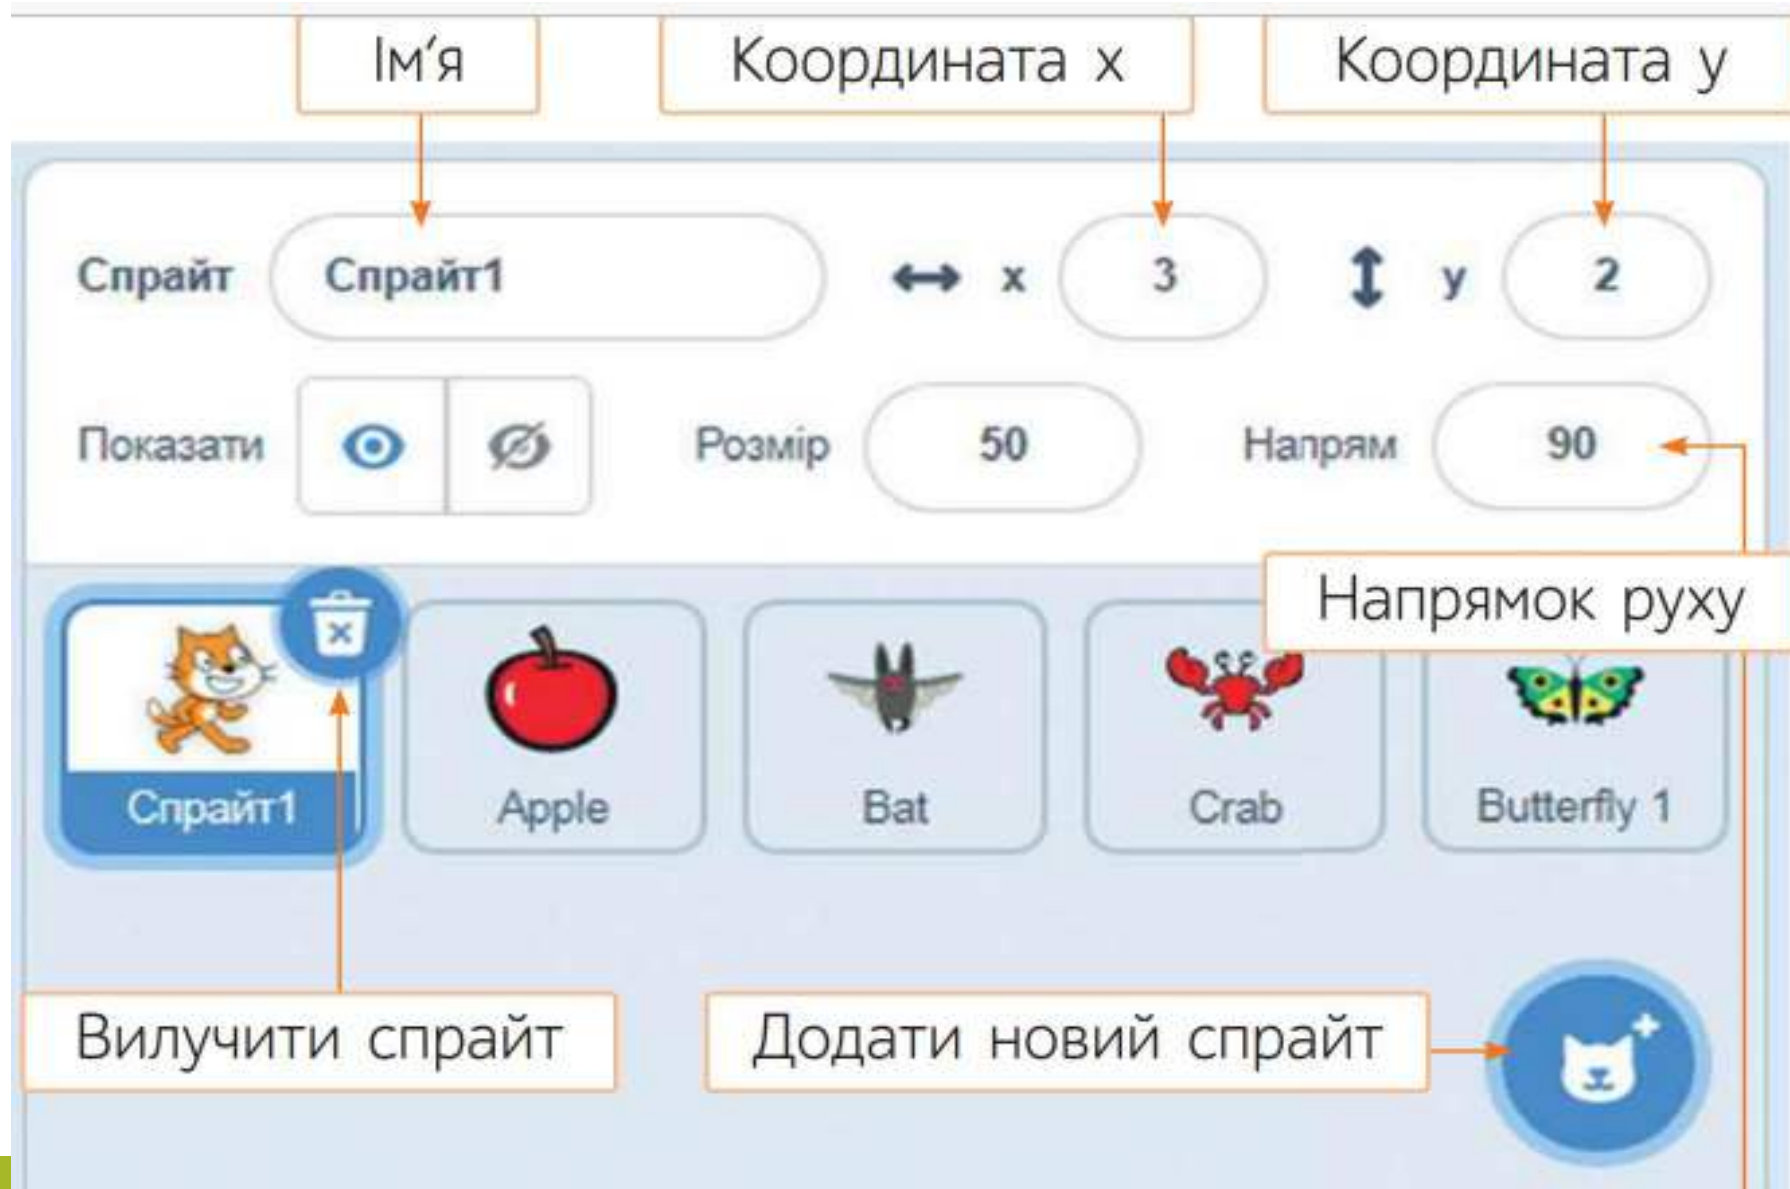 Ім’я
Координата x
Координата y
Спрайт Спрайт1 x 3 y 2
Показати Розмір 50 Напрям 90
Напрямок руху
Спрайт1 Apple Bat Crab Butterfly 1
Вилучити спрайт
Додати новий спрайт